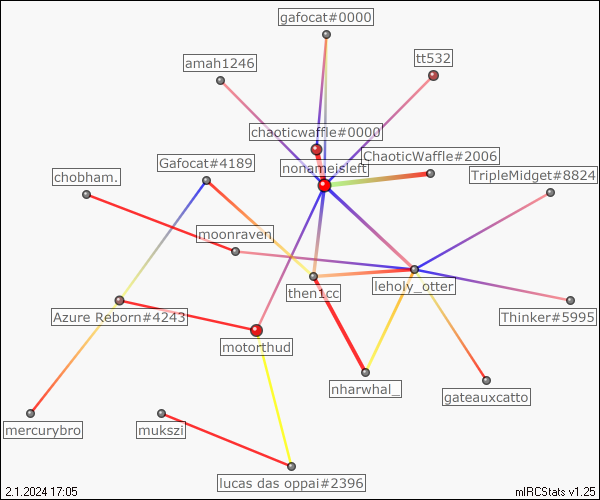 gafocat#0000
amah1246
tt532
chaoticwaffle#0000
ChaoticWaffle#2006
Gafocat#4189
nonameisleft
chobham.
TripleMidget#8824
moonraven
then1cc
leholy_otter
Azure Reborn#4243
Thinker#5995
motorthud
nharwhal_
gateauxcatto
mercurybro
mukszi
lucas das oppai#2396
2.1.2024 17:05
mIRCStats v1.25